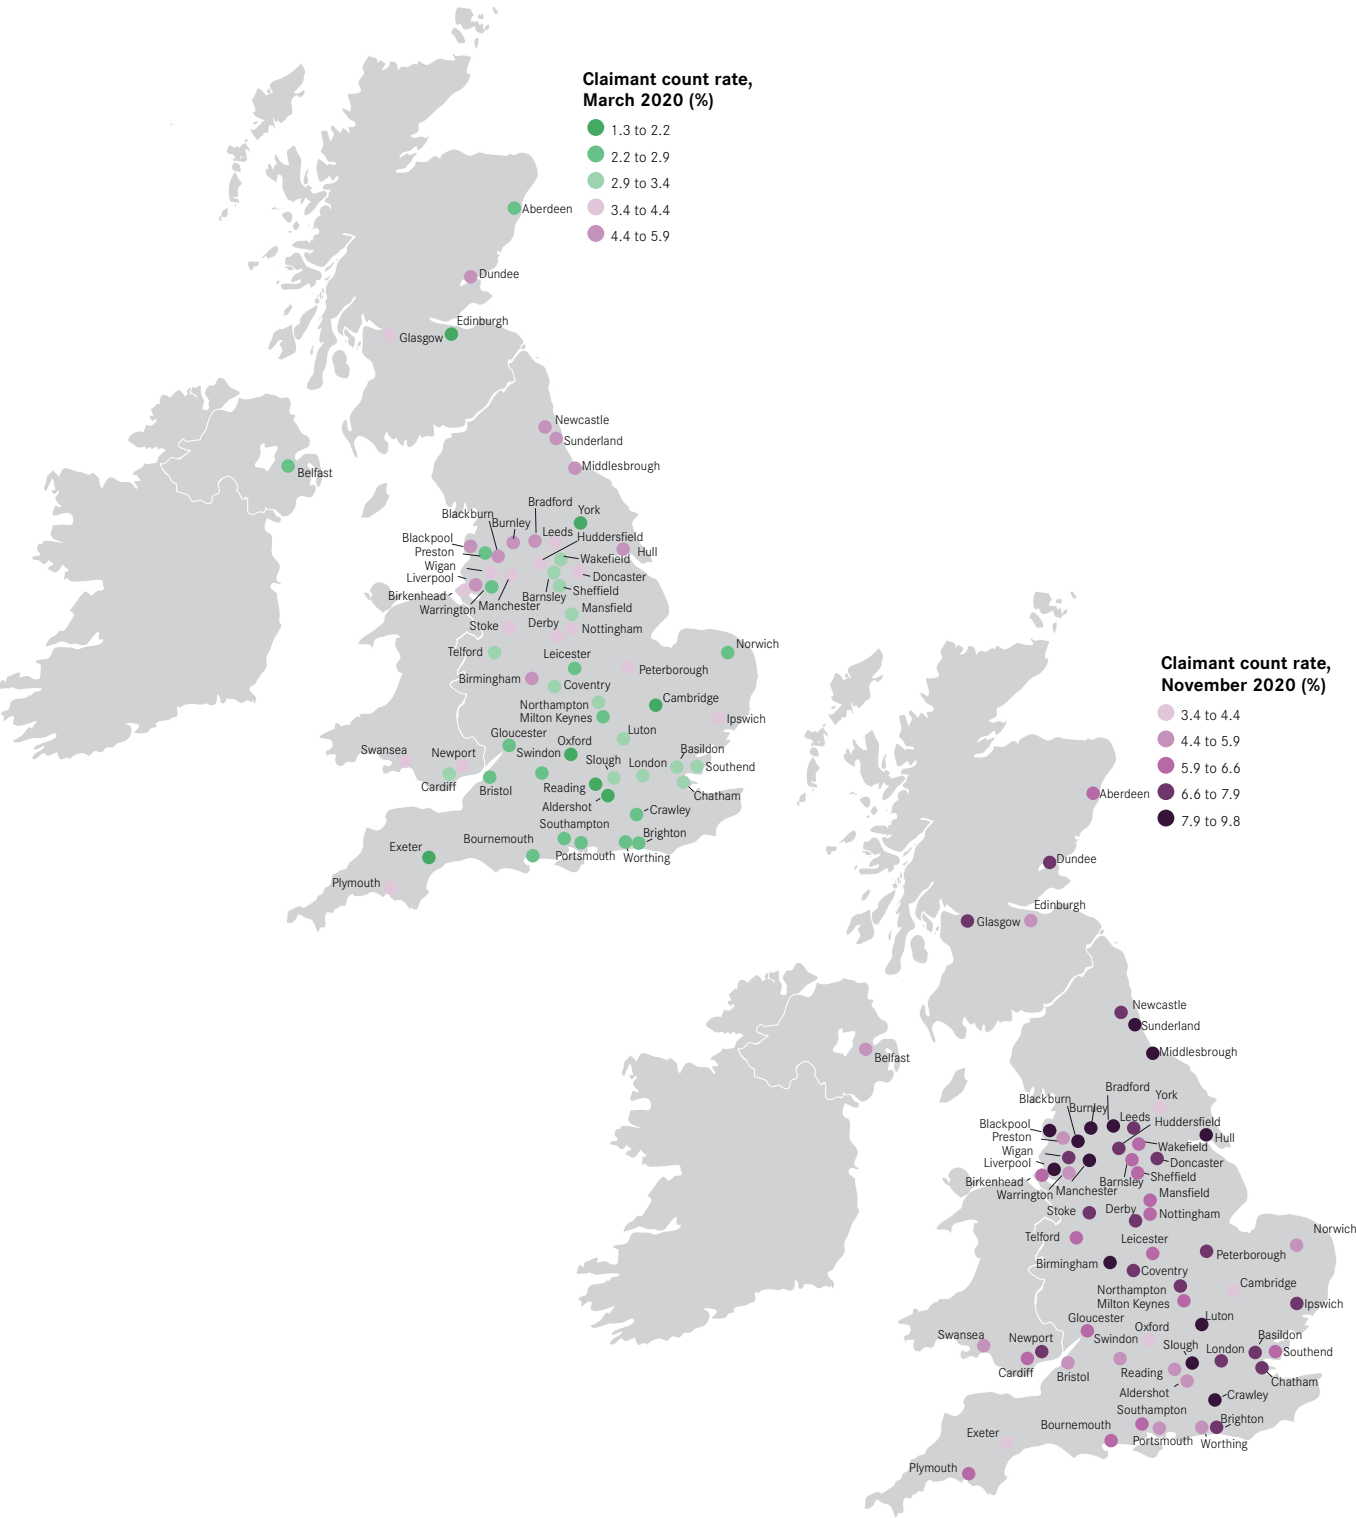 Claimant count rate,
March 2020 (%)
1.3 to 2.2
2.2 to 2.9
2.9 to 3.4
3.4 to 4.4
4.4 to 5.9
Aberdeen
Dundee
Edinburgh
Glasgow
Newcastle
Sunderland
Middlesbrough
Belfast
Bradford
York
Blackburn
Burnley
Leeds
Huddersfield
Blackpool
Preston
Hull
Wakefield
Wigan
Liverpool
Doncaster
Birkenhead
Barnsley
Sheffield
Warrington
Manchester
Mansfield
Stoke
Derby
Nottingham
Telford
Leicester
Norwich
Birmingham
Coventry
Peterborough
Northampton
Cambridge
Milton Keynes
Ipswich
Gloucester
Luton
Swansea
Newport
Swindon
Oxford
Slough
London
Basildon
Southend
Cardiff
Bristol
Reading
Chatham
Aldershot
Crawley
Southampton
Bournemouth
Brighton
Exeter
Portsmouth
Worthing
Plymouth
Claimant count rate,
November 2020 (%)
3.4 to 4.4
4.4 to 5.9
5.9 to 6.6
6.6 to 7.9
7.9 to 9.8
Aberdeen
Dundee
Edinburgh
Glasgow
Newcastle
Sunderland
Middlesbrough
Belfast
Bradford
York
Blackburn
Burnley
Leeds
Huddersfield
Blackpool
Preston
Hull
Wakefield
Wigan
Liverpool
Doncaster
Birkenhead
Barnsley
Sheffield
Warrington
Manchester
Mansfield
Stoke
Derby
Nottingham
Telford
Leicester
Norwich
Birmingham
Coventry
Peterborough
Northampton
Cambridge
Milton Keynes
Ipswich
Gloucester
Luton
Swansea
Newport
Swindon
Oxford
Slough
London
Basildon
Southend
Cardiff
Bristol
Reading
Chatham
Aldershot
Crawley
Southampton
Bournemouth
Brighton
Exeter
Portsmouth
Worthing
Plymouth